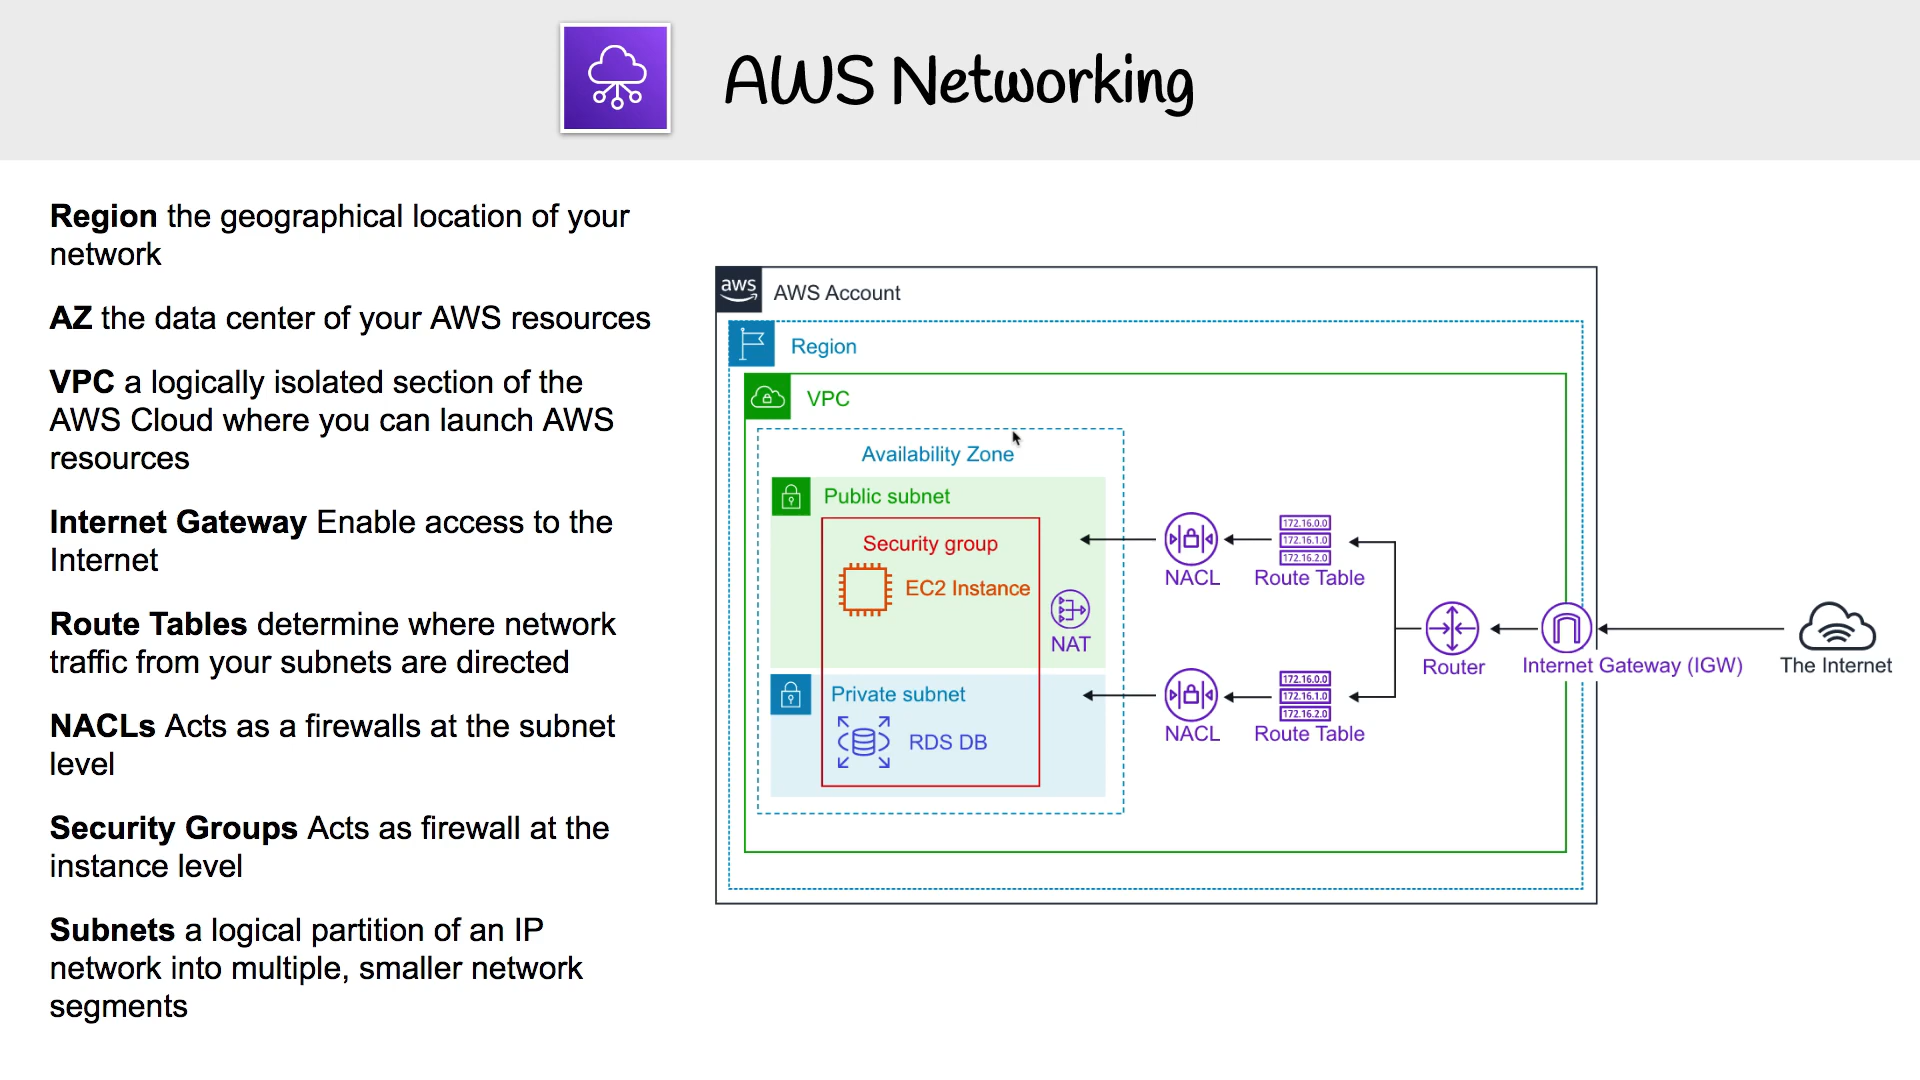 AWS Networking
Region the geographical location of your
network
AZ the data center of your AWS resources
VPC a logically isolated section of the
AWS Cloud where you can launch AWS
resources
Internet Gateway Enable access to the
Internet
Route Tables determine where network
traffic from your subnets are directed
NACLs Acts as a firewalls at the subnet
level
Security Groups Acts as firewall at the
instance level
Subnets a logical partition of an IP
network into multiple, smaller network
segments
aws
AWS Account
Region
VPC
Availability Zone
Public subnet
Security group
EC2 Instance
NAT
Private subnet
RDS DB
NACL
172.16.0.0
172.16.1.0
172.16.2.0
Route Table
NACL
172.16.0.0
172.16.1.0
172.16.2.0
Route Table
Router
Internet Gateway (IGW)
The Internet